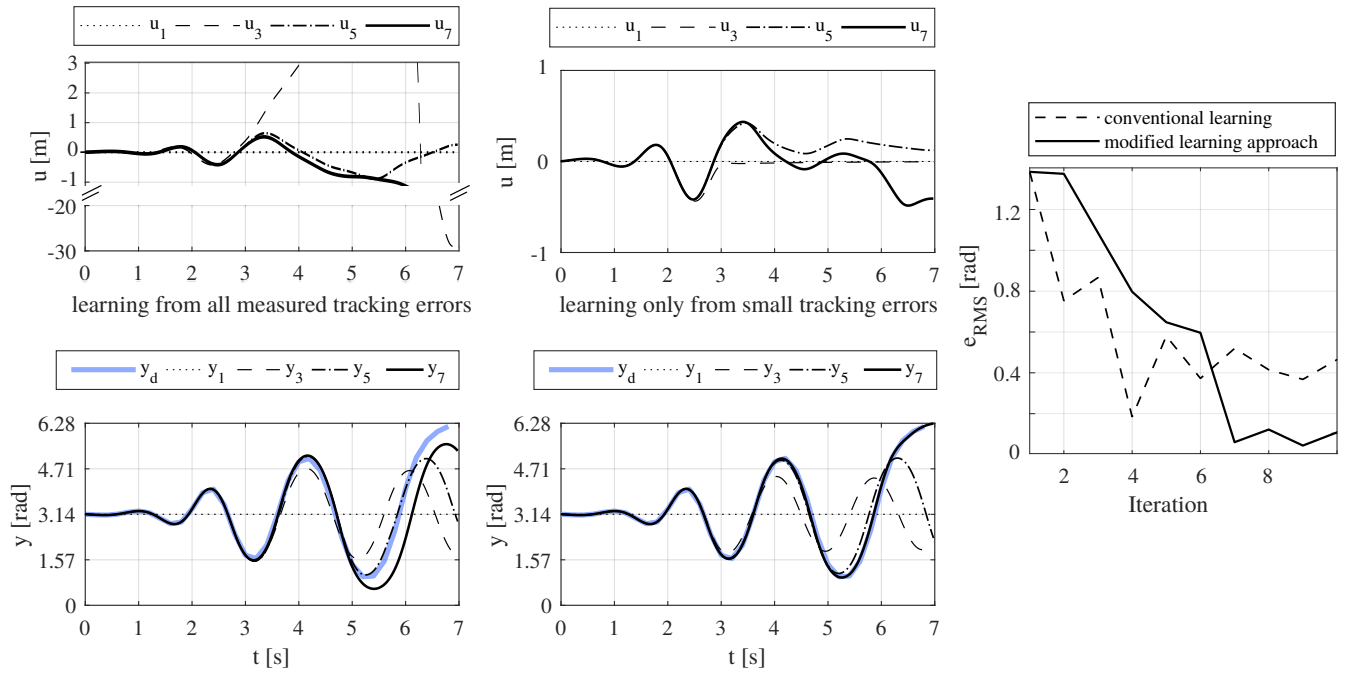 u1 u3 u5 u7
3
2
1
0
-1
-20
-30
u [m]
0 1 2 3 4 5 6 7
learning from all measured tracking errors
u1 u3 u5 u7
1
0
-1
u [m]
0 1 2 3 4 5 6 7
learning only from small tracking errors
yd y1 y3 y5 y7
6.28
4.71
3.14
1.57
0
y [rad]
0 1 2 3 4 5 6 7
t [s]
yd y1 y3 y5 y7
6.28
4.71
3.14
1.57
0
y [rad]
0 1 2 3 4 5 6 7
t [s]
conventional learning
modified learning approach
1.2
0.8
0.4
0
eRMS [rad]
2 4 6 8
Iteration